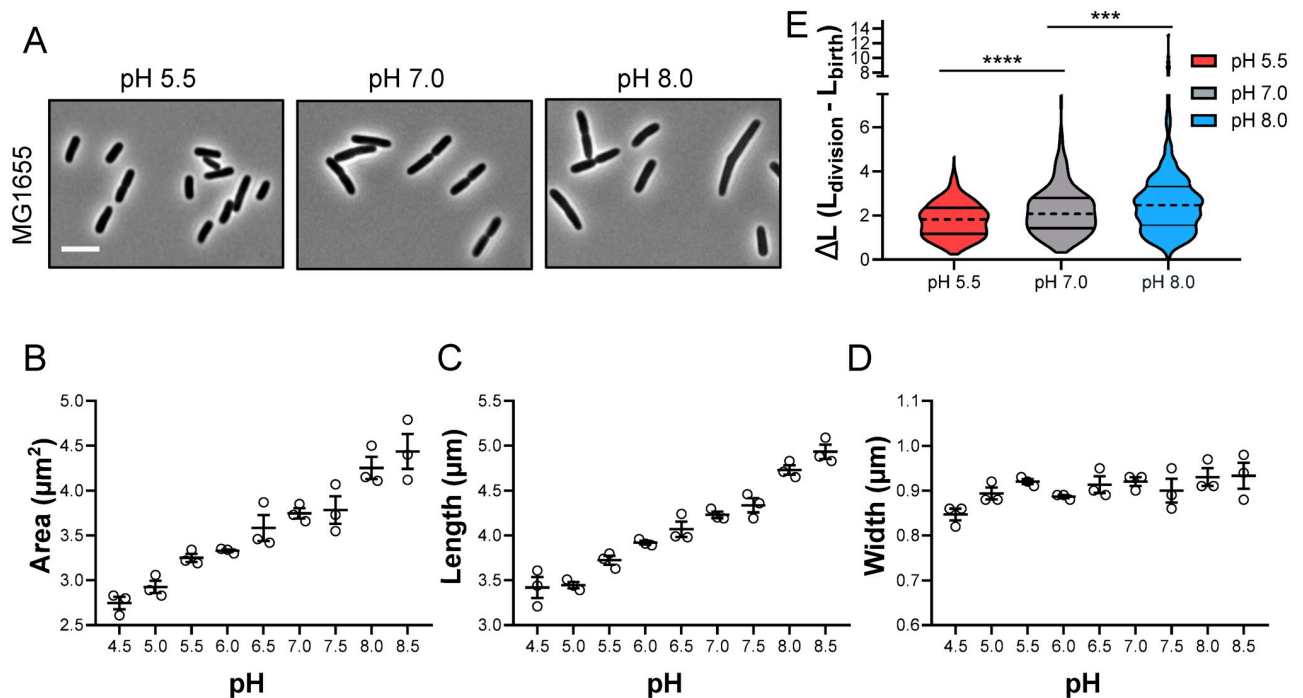 A
pH 5.5
pH 7.0
pH 8.0
MG1655
E
ΔL (Ldivision - Lbirth)
14
12
10
8
6
4
2
0
****
***
pH 5.5
pH 7.0
pH 8.0
pH 5.5
pH 7.0
pH 8.0
B
Area (µm²)
5.0
4.5
4.0
3.5
3.0
2.5
4.5 5.0 5.5 6.0 6.5 7.0 7.5 8.0 8.5
pH
C
Length (µm)
5.5
5.0
4.5
4.0
3.5
3.0
4.5 5.0 5.5 6.0 6.5 7.0 7.5 8.0 8.5
pH
D
Width (µm)
1.1
1.0
0.9
0.8
0.7
0.6
4.5 5.0 5.5 6.0 6.5 7.0 7.5 8.0 8.5
pH